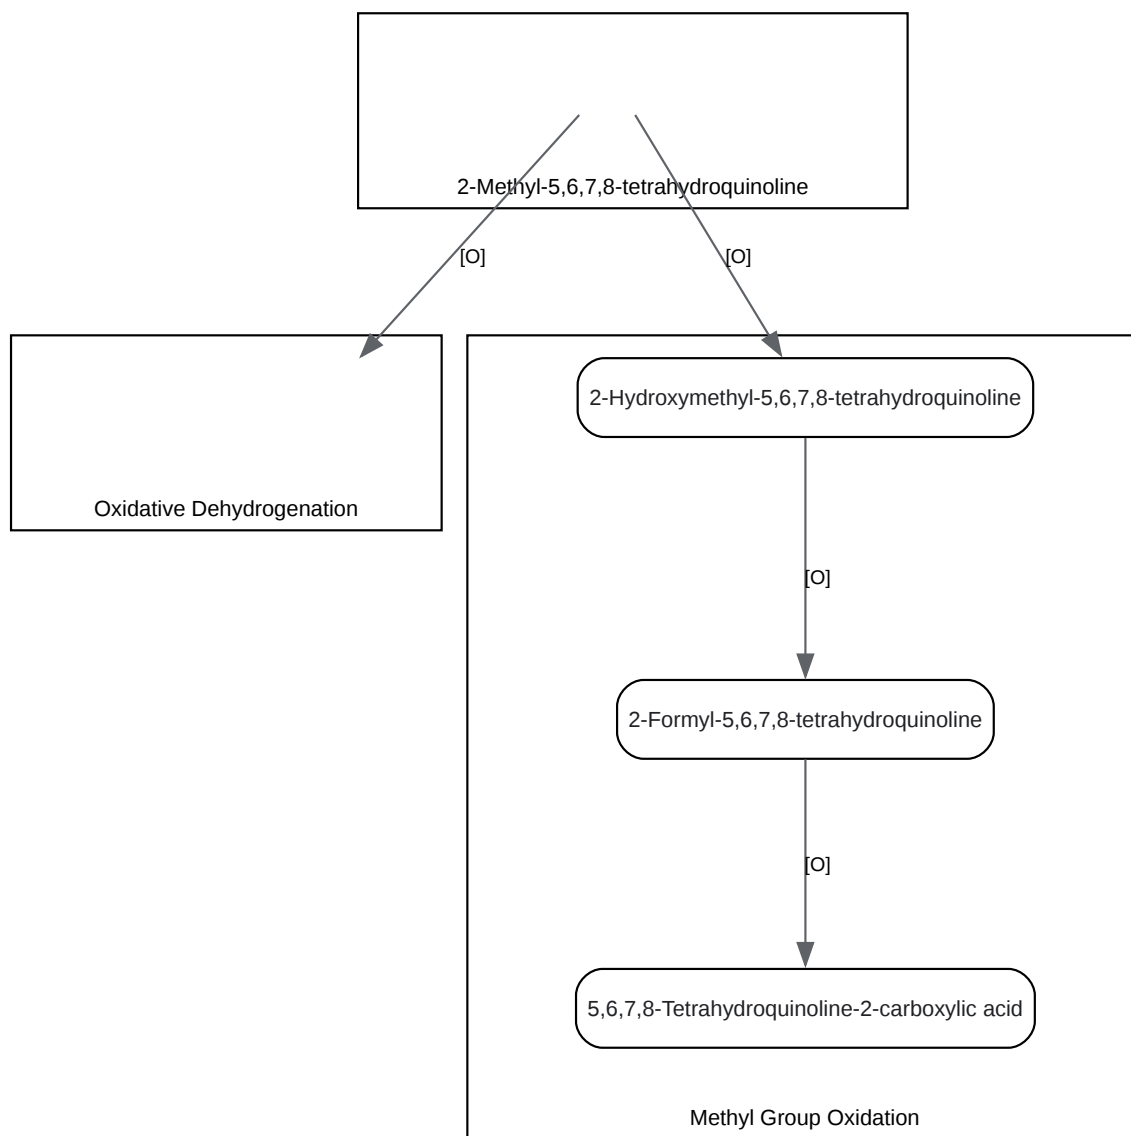 2-Methyl-5,6,7,8-tetrahydroquinoline
[O]
[O]
2-Hydroxymethyl-5,6,7,8-tetrahydroquinoline
Oxidative Dehydrogenation
[O]
2-Formyl-5,6,7,8-tetrahydroquinoline
[O]
5,6,7,8-Tetrahydroquinoline-2-carboxylic acid
Methyl Group Oxidation